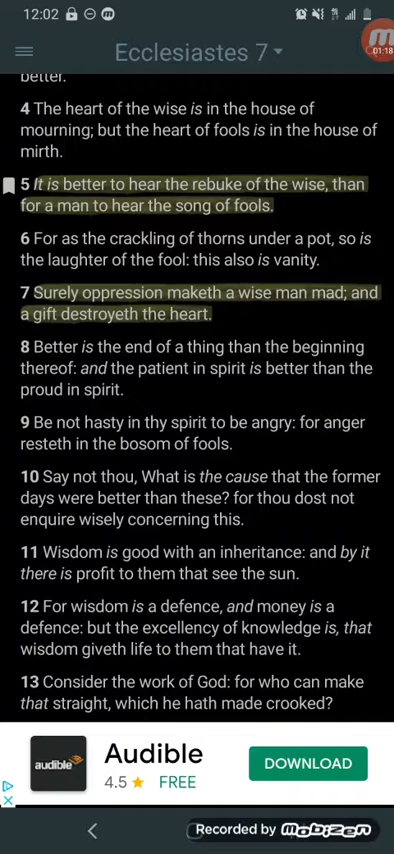 12:02
01:18
Ecclesiastes 7
better.
4 The heart of the wise is in the house of
mourning; but the heart of fools is in the house of
mirth.
5 It is better to hear the rebuke of the wise, than
for a man to hear the song of fools.
6 For as the crackling of thorns under a pot, so is
the laughter of the fool: this also is vanity.
7 Surely oppression maketh a wise man mad; and
a gift destroyeth the heart.
8 Better is the end of a thing than the beginning
thereof: and the patient in spirit is better than the
proud in spirit.
9 Be not hasty in thy spirit to be angry: for anger
resteth in the bosom of fools.
10 Say not thou, What is the cause that the former
days were better than these? for thou dost not
enquire wisely concerning this.
11 Wisdom is good with an inheritance: and by it
there is profit to them that see the sun.
12 For wisdom is a defence, and money is a
defence: but the excellency of knowledge is, that
wisdom giveth life to them that have it.
13 Consider the work of God: for who can make
that straight, which he hath made crooked?
audible
Audible
4.5 ★ FREE
DOWNLOAD
Recorded by mobizen